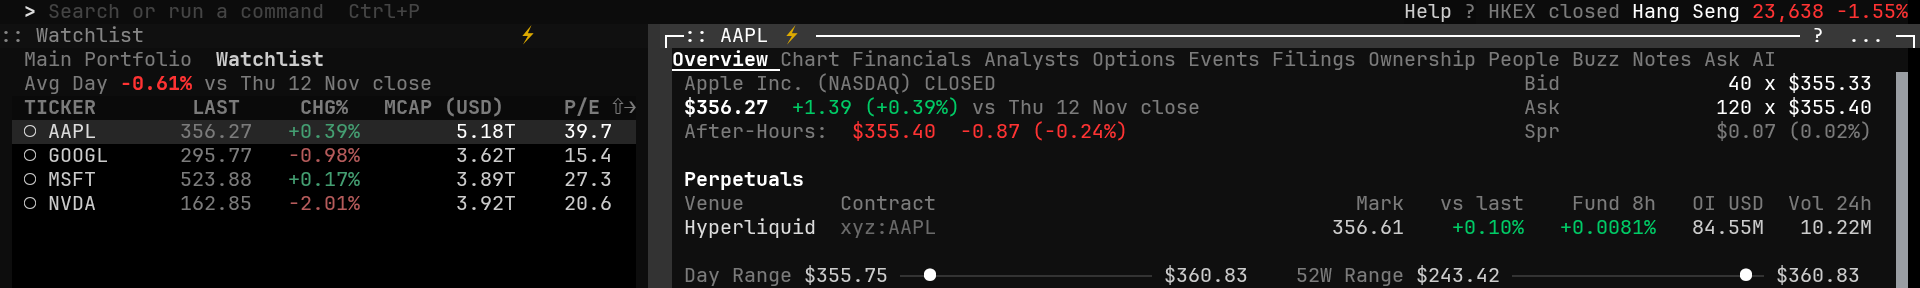 > Search or run a command  Ctrl+P
Help ? HKEX closed Hang Seng 23,638 -1.55%
:: Watchlist ⚡
Main Portfolio  Watchlist
Avg Day -0.61% vs Thu 12 Nov close
TICKER LAST CHG% MCAP (USD) P/E ⇧→
○ AAPL 356.27 +0.39% 5.18T 39.7
○ GOOGL 295.77 -0.98% 3.62T 15.4
○ MSFT 523.88 +0.17% 3.89T 27.3
○ NVDA 162.85 -2.01% 3.92T 20.6
:: AAPL ⚡ ? ...
Overview Chart Financials Analysts Options Events Filings Ownership People Buzz Notes Ask AI
Apple Inc. (NASDAQ) CLOSED Bid 40 x $355.33
$356.27 +1.39 (+0.39%) vs Thu 12 Nov close Ask 120 x $355.40
After-Hours: $355.40 -0.87 (-0.24%) Spr $0.07 (0.02%)
Perpetuals
Venue Contract Mark vs last Fund 8h OI USD Vol 24h
Hyperliquid xyz:AAPL 356.61 +0.10% +0.0081% 84.55M 10.22M
Day Range $355.75 $360.83 52W Range $243.42 $360.83